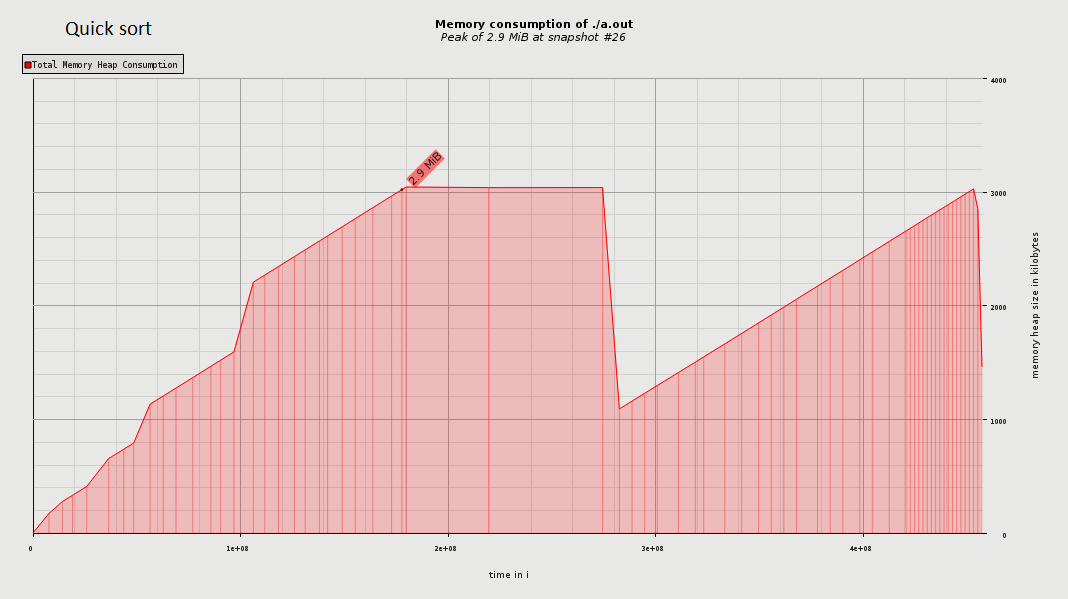 Quick sort
Memory consumption of ./a.out
Peak of 2.9 MiB at snapshot #26
Total Memory Heap Consumption
4000
2.9 MiB
3000
memory heap size in kilobytes
2000
1000
0
0
1e+08
2e+08
3e+08
4e+08
time in i